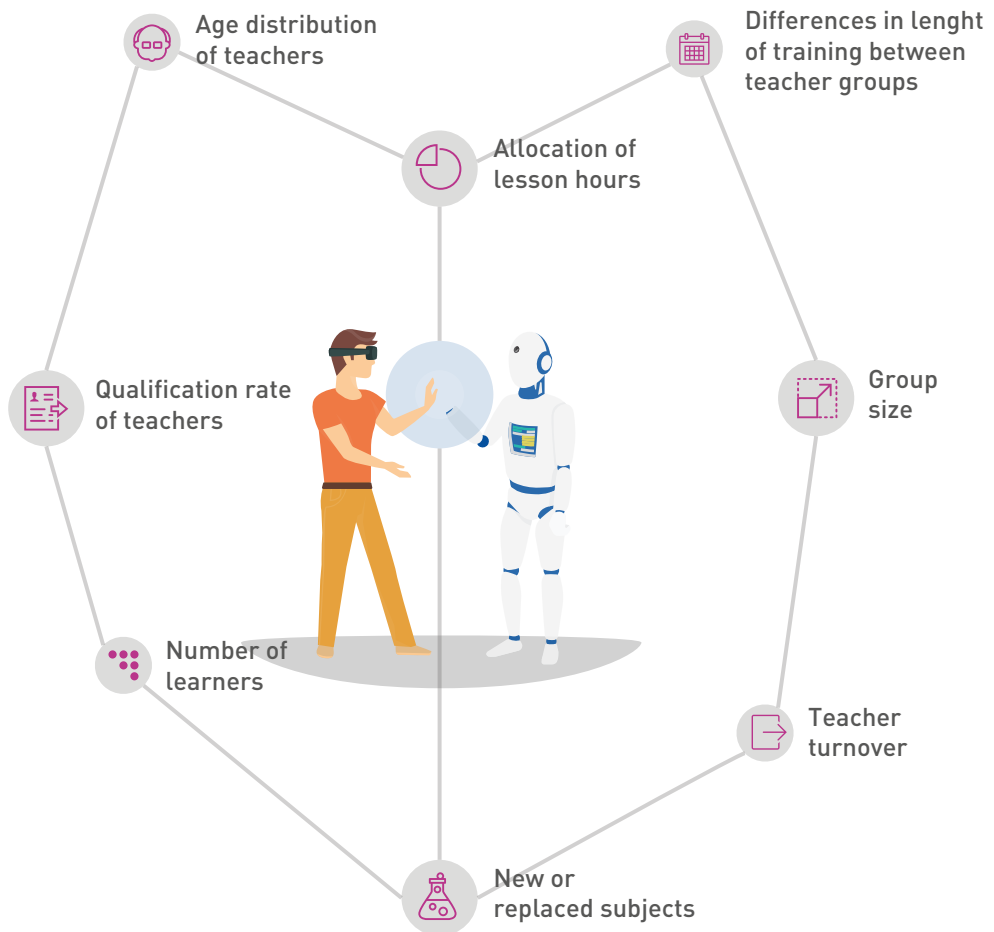 Age distribution
of teachers
Differences in lenght
of training between
teacher groups
Allocation of
lesson hours
Qualification rate
of teachers
Group
size
Number of
learners
Teacher
turnover
New or
replaced subjects